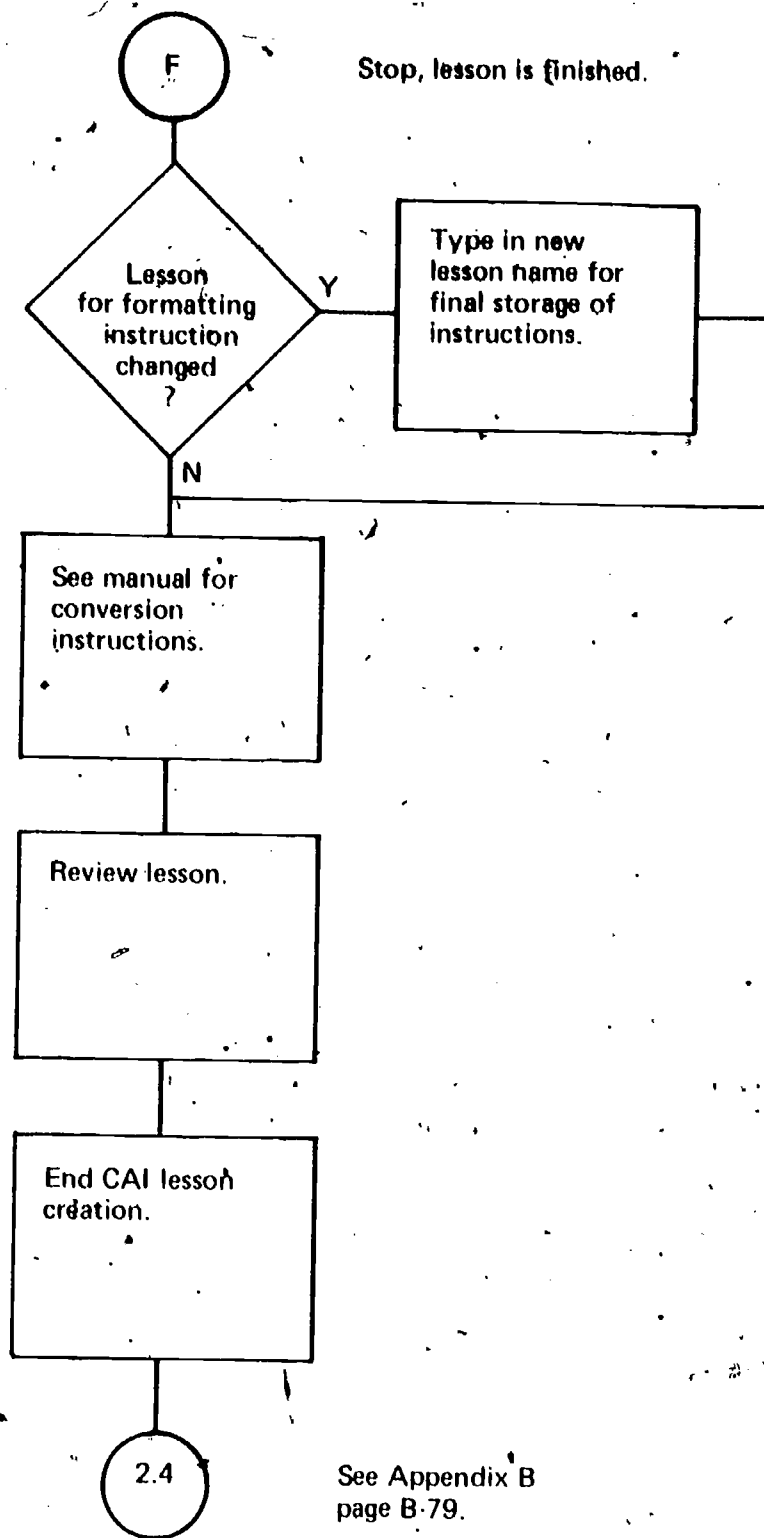 F
Stop, lesson is finished.
Lesson
for formatting
instruction
changed
?
Y
Type in new
lesson name for
final storage of
instructions.
N
See manual for
conversion
instructions.
Review lesson.
End CAI lesson
creation.
2.4
See Appendix B
page B-79.